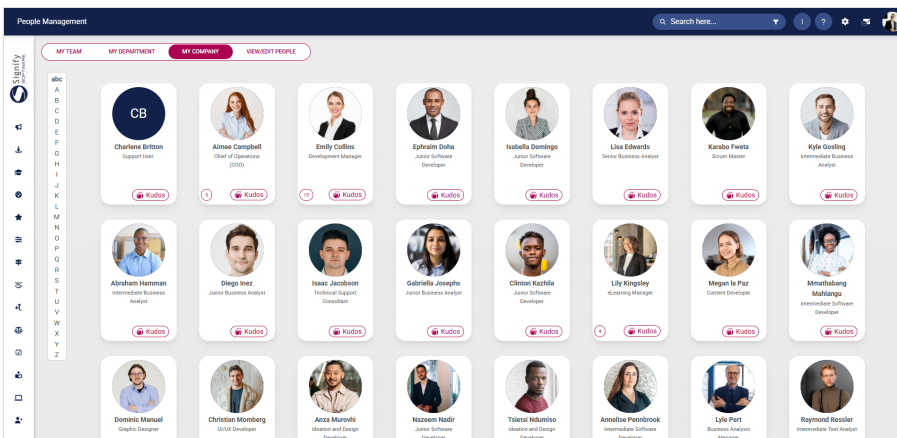 People Management
Search here...
?
Signify
MY TEAM
MY DEPARTMENT
MY COMPANY
VIEW/EDIT PEOPLE
abc
A
B
C
D
E
F
G
H
I
J
K
L
M
N
O
P
Q
R
S
T
U
V
W
X
Y
Z
CB
Charlene Britton
Support User
Kudos
Aimee Campbell
Chief of Operations
(COO)
5
Kudos
Emily Collins
Development Manager
13
Kudos
Ephraim Doha
Junior Software
Developer
Kudos
Isabella Domingo
Junior Software
Developer
Kudos
Lisa Edwards
Senior Business Analyst
Kudos
Karabo Fweta
Scrum Master
Kudos
Kyle Gosling
Intermediate Business
Analyst
Kudos
Abraham Hamman
Intermediate Business
Analyst
Kudos
Diego Inez
Junior Business Analyst
Kudos
Isaac Jacobson
Technical Support
Consultant
Kudos
Gabriella Josephs
Junior Business Analyst
Kudos
Clinton Kazhila
Junior Software
Developer
Kudos
Lily Kingsley
eLearning Manager
4
Kudos
Megan la Paz
Content Developer
Kudos
Mmathabang
Mahlangu
Intermediate Software
Developer
Kudos
Dominic Manuel
Graphic Designer
Christian Momberg
UI/UX Developer
Anza Murovhi
Ideation and Design
Developer
Nazeem Nadir
Junior Software
Developer
Tsietsi Ndumiso
Ideation and Design
Developer
Annelise Pennbrook
Intermediate Software
Developer
Lyle Pert
Business Analysis
Manager
Raymond Ressler
Intermediate Test Analyst